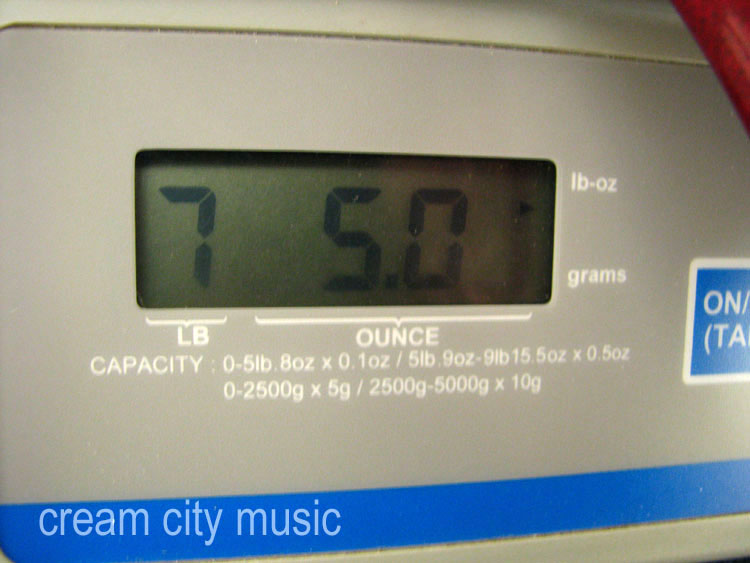 7 5.0
lb-oz
grams
LB OUNCE
ON/
(TA
CAPACITY : 0-5lb.8oz x 0.1oz / 5lb.9oz-9lb15.5oz x 0.5oz
0-2500g x 5g / 2500g-5000g x 10g
cream city music